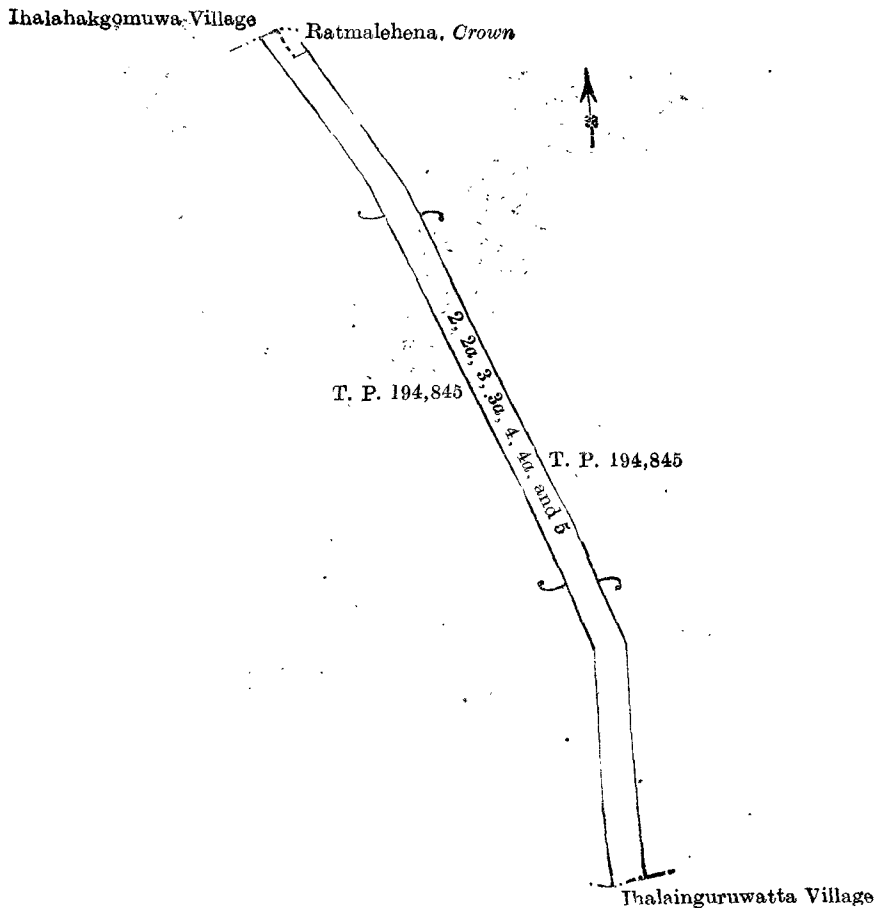 Ihalahakgomuwa Village
Ratmalehena, Crown
2, 2a, 3, 3a, 4, 4a, and 5
T. P. 194,845
T. P. 194,845
Ihalainguruwatta Village